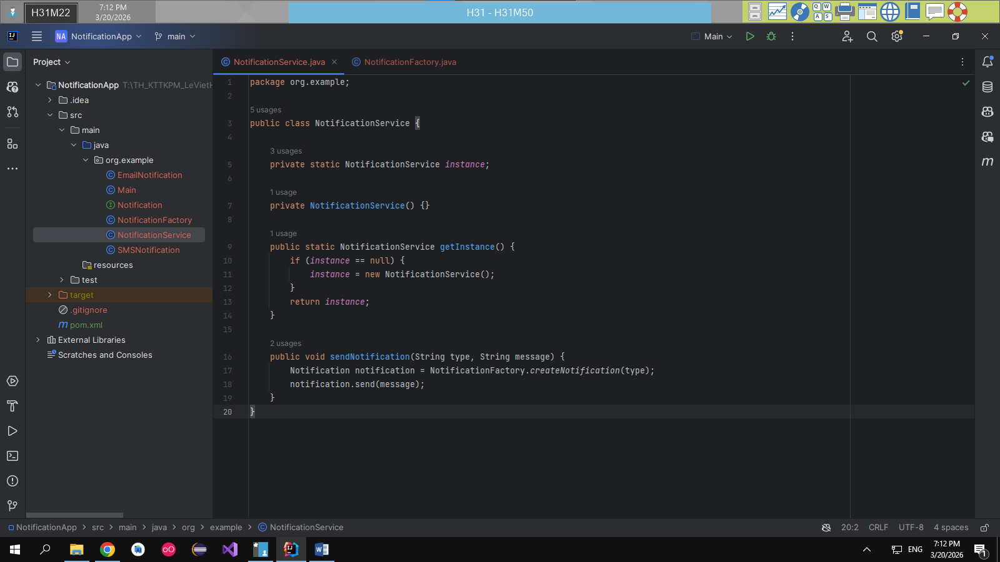 H31M22
7:12 PM
3/20/2026
H31 - H31M50
Q W
A S
IJ
NA NotificationApp
main
Main
Project
NotificationService.java
NotificationFactory.java
NotificationApp T:\TH_KTTKPM_LeVietH
.idea
src
main
java
org.example
EmailNotification
Main
Notification
NotificationFactory
NotificationService
SMSNotification
resources
test
target
.gitignore
m pom.xml
External Libraries
Scratches and Consoles
1 package org.example;
2
5 usages
3 public class NotificationService {
4
3 usages
5 private static NotificationService instance;
6
1 usage
7 private NotificationService() {}
8
1 usage
9 public static NotificationService getInstance() {
10 if (instance == null) {
11 instance = new NotificationService();
12 }
13 return instance;
14 }
15
2 usages
16 public void sendNotification(String type, String message) {
17 Notification notification = NotificationFactory.createNotification(type);
18 notification.send(message);
19 }
20 }
m
NotificationApp > src > main > java > org > example > NotificationService
20:2 CRLF UTF-8 4 spaces
ENG
7:12 PM
3/20/2026
1